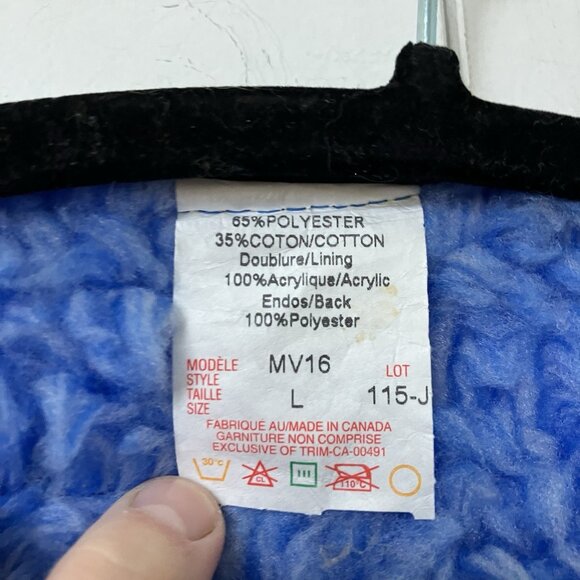 65%POLYESTER
35%COTON/COTTON
Doublure/Lining
100%Acrylique/Acrylic
Endos/Back
100%Polyester
MODÈLE
STYLE MV16 LOT
TAILLE
SIZE L 115-J
FABRIQUÉ AU/MADE IN CANADA
GARNITURE NON COMPRISE
EXCLUSIVE OF TRIM-CA-00491
30°C CL III 110°C